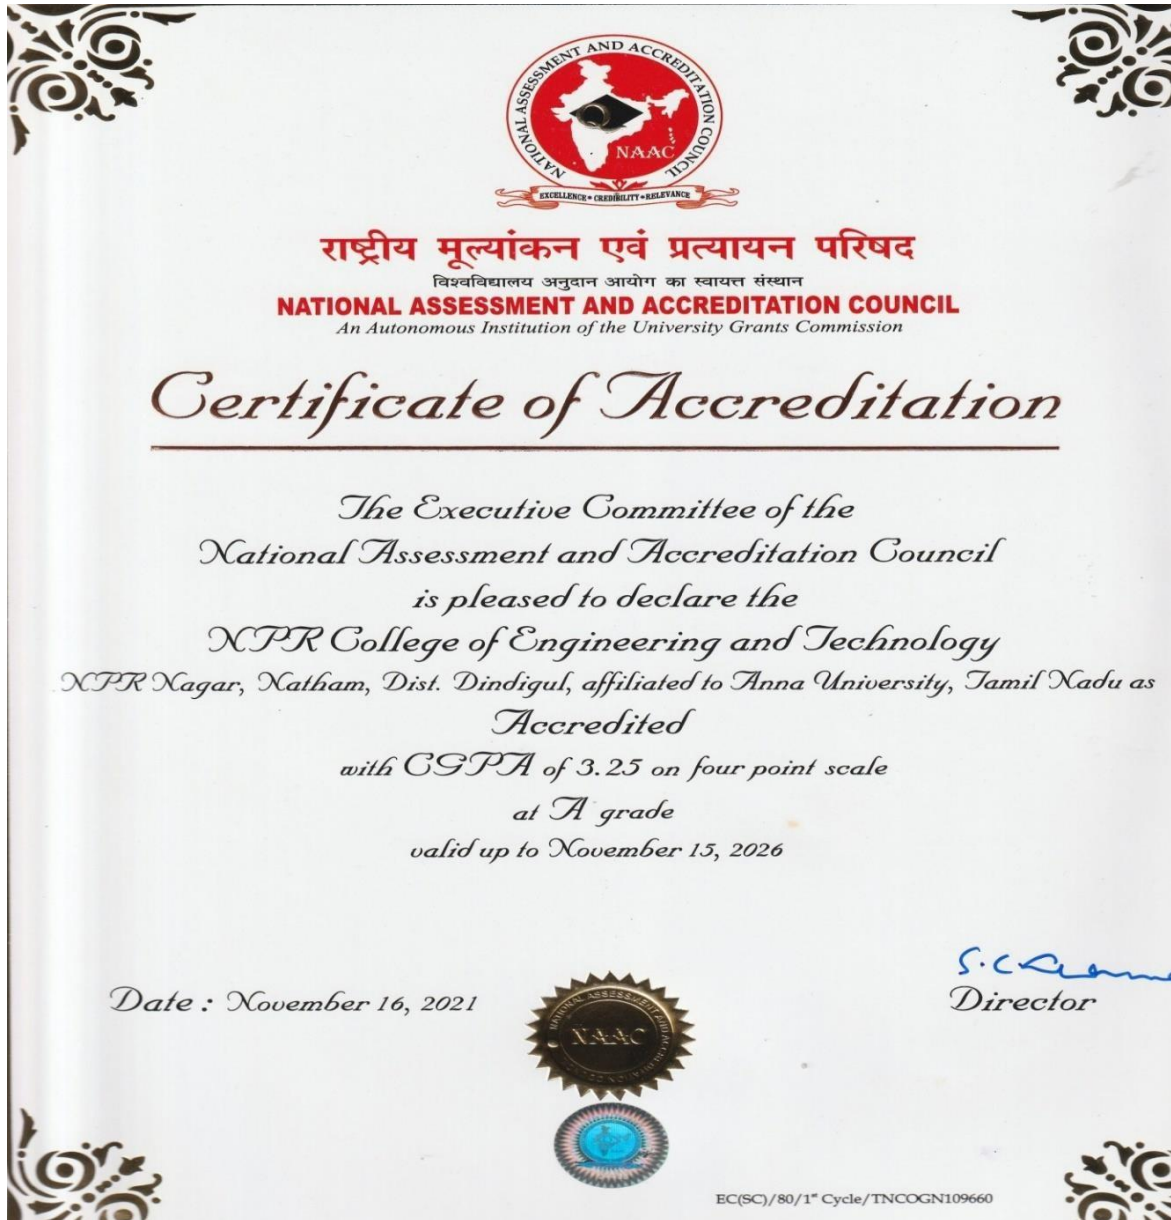 NATIONAL ASSESSMENT AND ACCREDITATION COUNCIL
NAAC
EXCELLENCE • CREDIBILITY • RELEVANCE
राष्ट्रीय मूल्यांकन एवं प्रत्यायन परिषद
विश्वविद्यालय अनुदान आयोग का स्वायत्त संस्थान
NATIONAL ASSESSMENT AND ACCREDITATION COUNCIL
An Autonomous Institution of the University Grants Commission
Certificate of Accreditation
The Executive Committee of the
National Assessment and Accreditation Council
is pleased to declare the
NPR College of Engineering and Technology
NPR Nagar, Natham, Dist. Dindigul, affiliated to Anna University, Tamil Nadu as
Accredited
with CGPA of 3.25 on four point scale
at A grade
valid up to November 15, 2026
S.C
Date : November 16, 2021
Director
NATIONAL ASSESSMENT AND ACCREDITATION COUNCIL
NAAC
EC(SC)/80/1st Cycle/TNCOGN109660